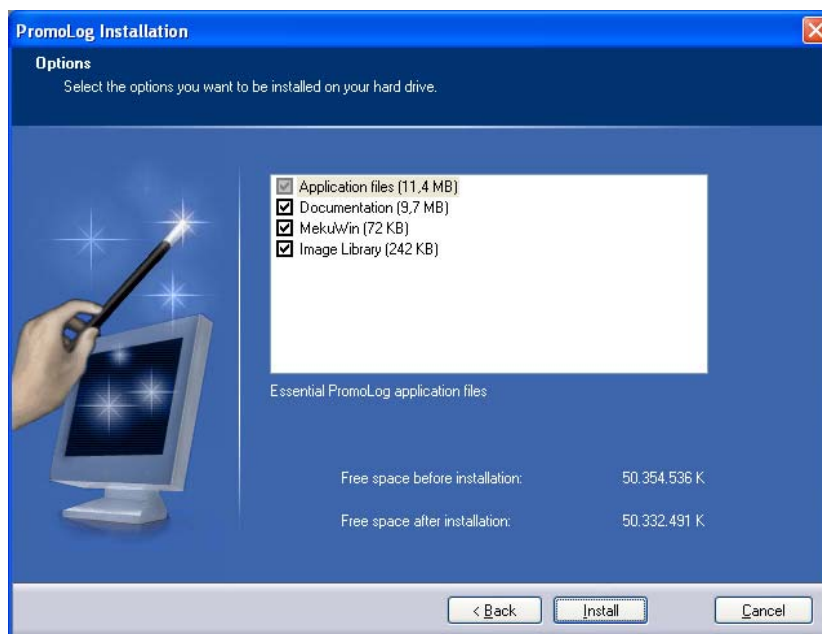 PromoLog Installation
Options
Select the options you want to be installed on your hard drive.
Application files (11,4 MB)
Documentation (9,7 MB)
MekuWin (72 KB)
Image Library (242 KB)
Essential PromoLog application files
Free space before installation: 50.354.536 K
Free space after installation: 50.332.491 K
< Back Install Cancel